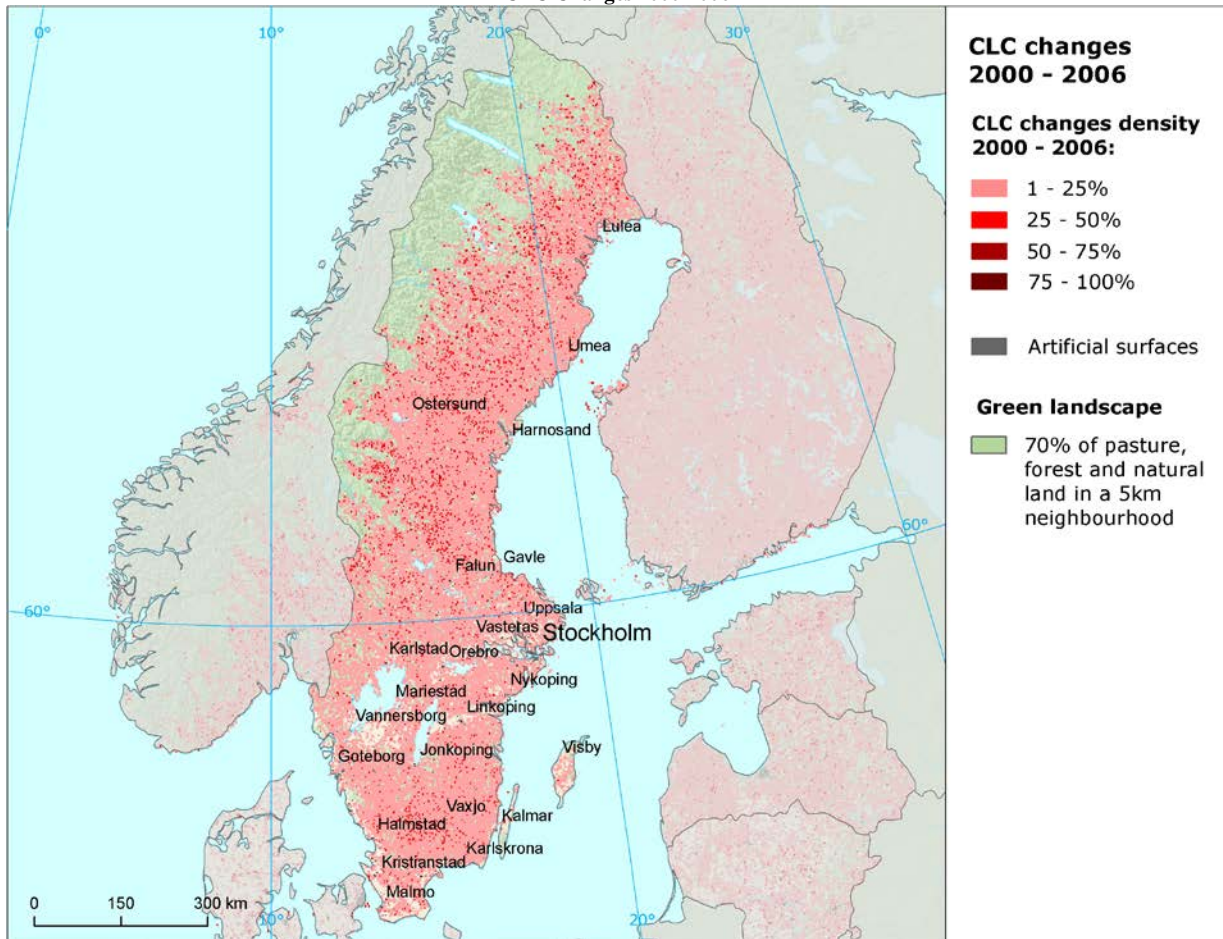 0°
10°
20°
30°
CLC changes
2000 - 2006
CLC changes density
2000 - 2006:
1 - 25%
25 - 50%
50 - 75%
75 - 100%
Artificial surfaces
Green landscape
70% of pasture,
forest and natural
land in a 5km
neighbourhood
Lulea
Umea
Ostersund
Harnosand
60°
Gavle
Falun
60°
Uppsala
Vasteras
Stockholm
Karlstad
Orebro
Nykoping
Mariestad
Linkoping
Vannersborg
Visby
Goteborg
Jonkoping
Vaxjo
Kalmar
Halmstad
Karlskrona
Kristianstad
Malmo
0 150 300 km
10°
20°